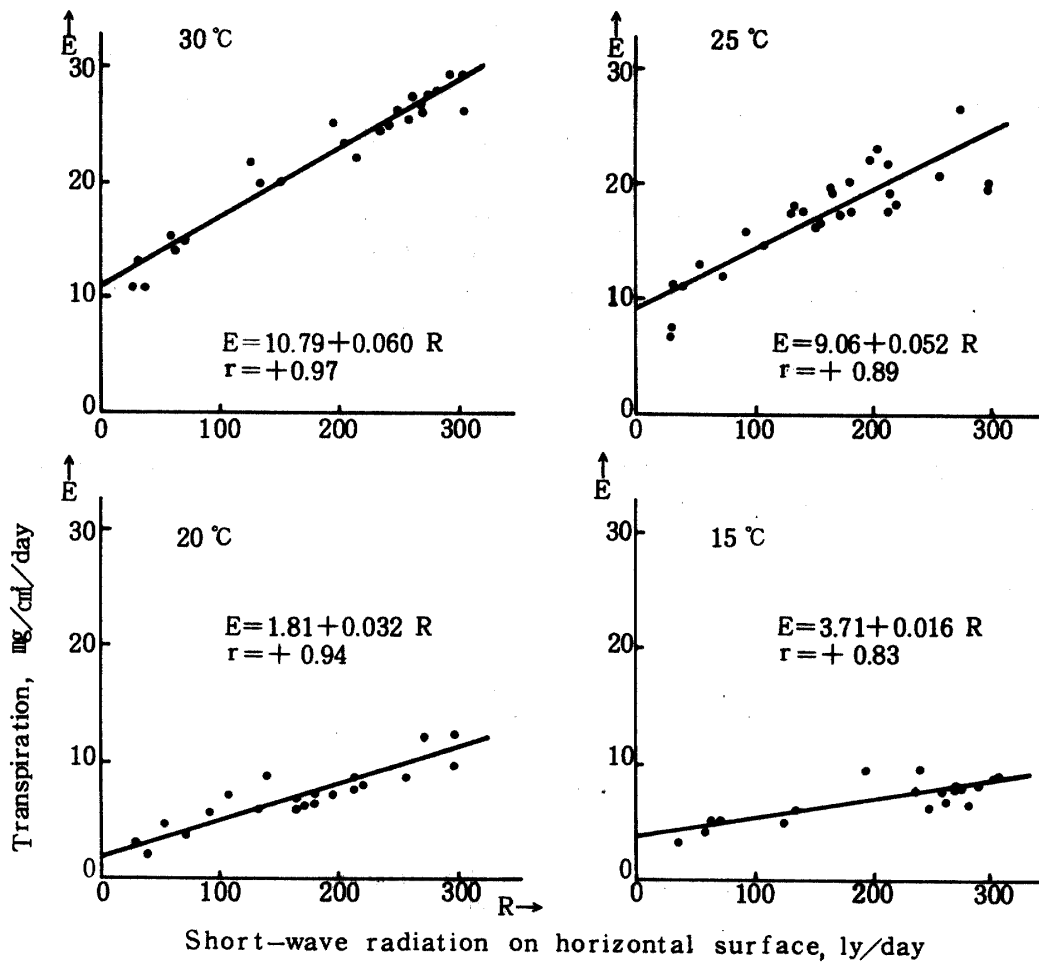 ↑
E
30 ℃
30
20
10
0
E=10.79+0.060 R
r=+0.97
0 100 200 300
↑
E
25 ℃
30
20
10
0
E=9.06+0.052 R
r=+ 0.89
0 100 200 300
↑
E
20 ℃
30
20
10
0
E=1.81+0.032 R
r=+ 0.94
0 100 200 300
R→
↑
E
15 ℃
30
20
10
0
E=3.71+0.016 R
r=+ 0.83
0 100 200 300
Transpiration, ㎎/㎠/day
Short-wave radiation on horizontal surface, ly/day